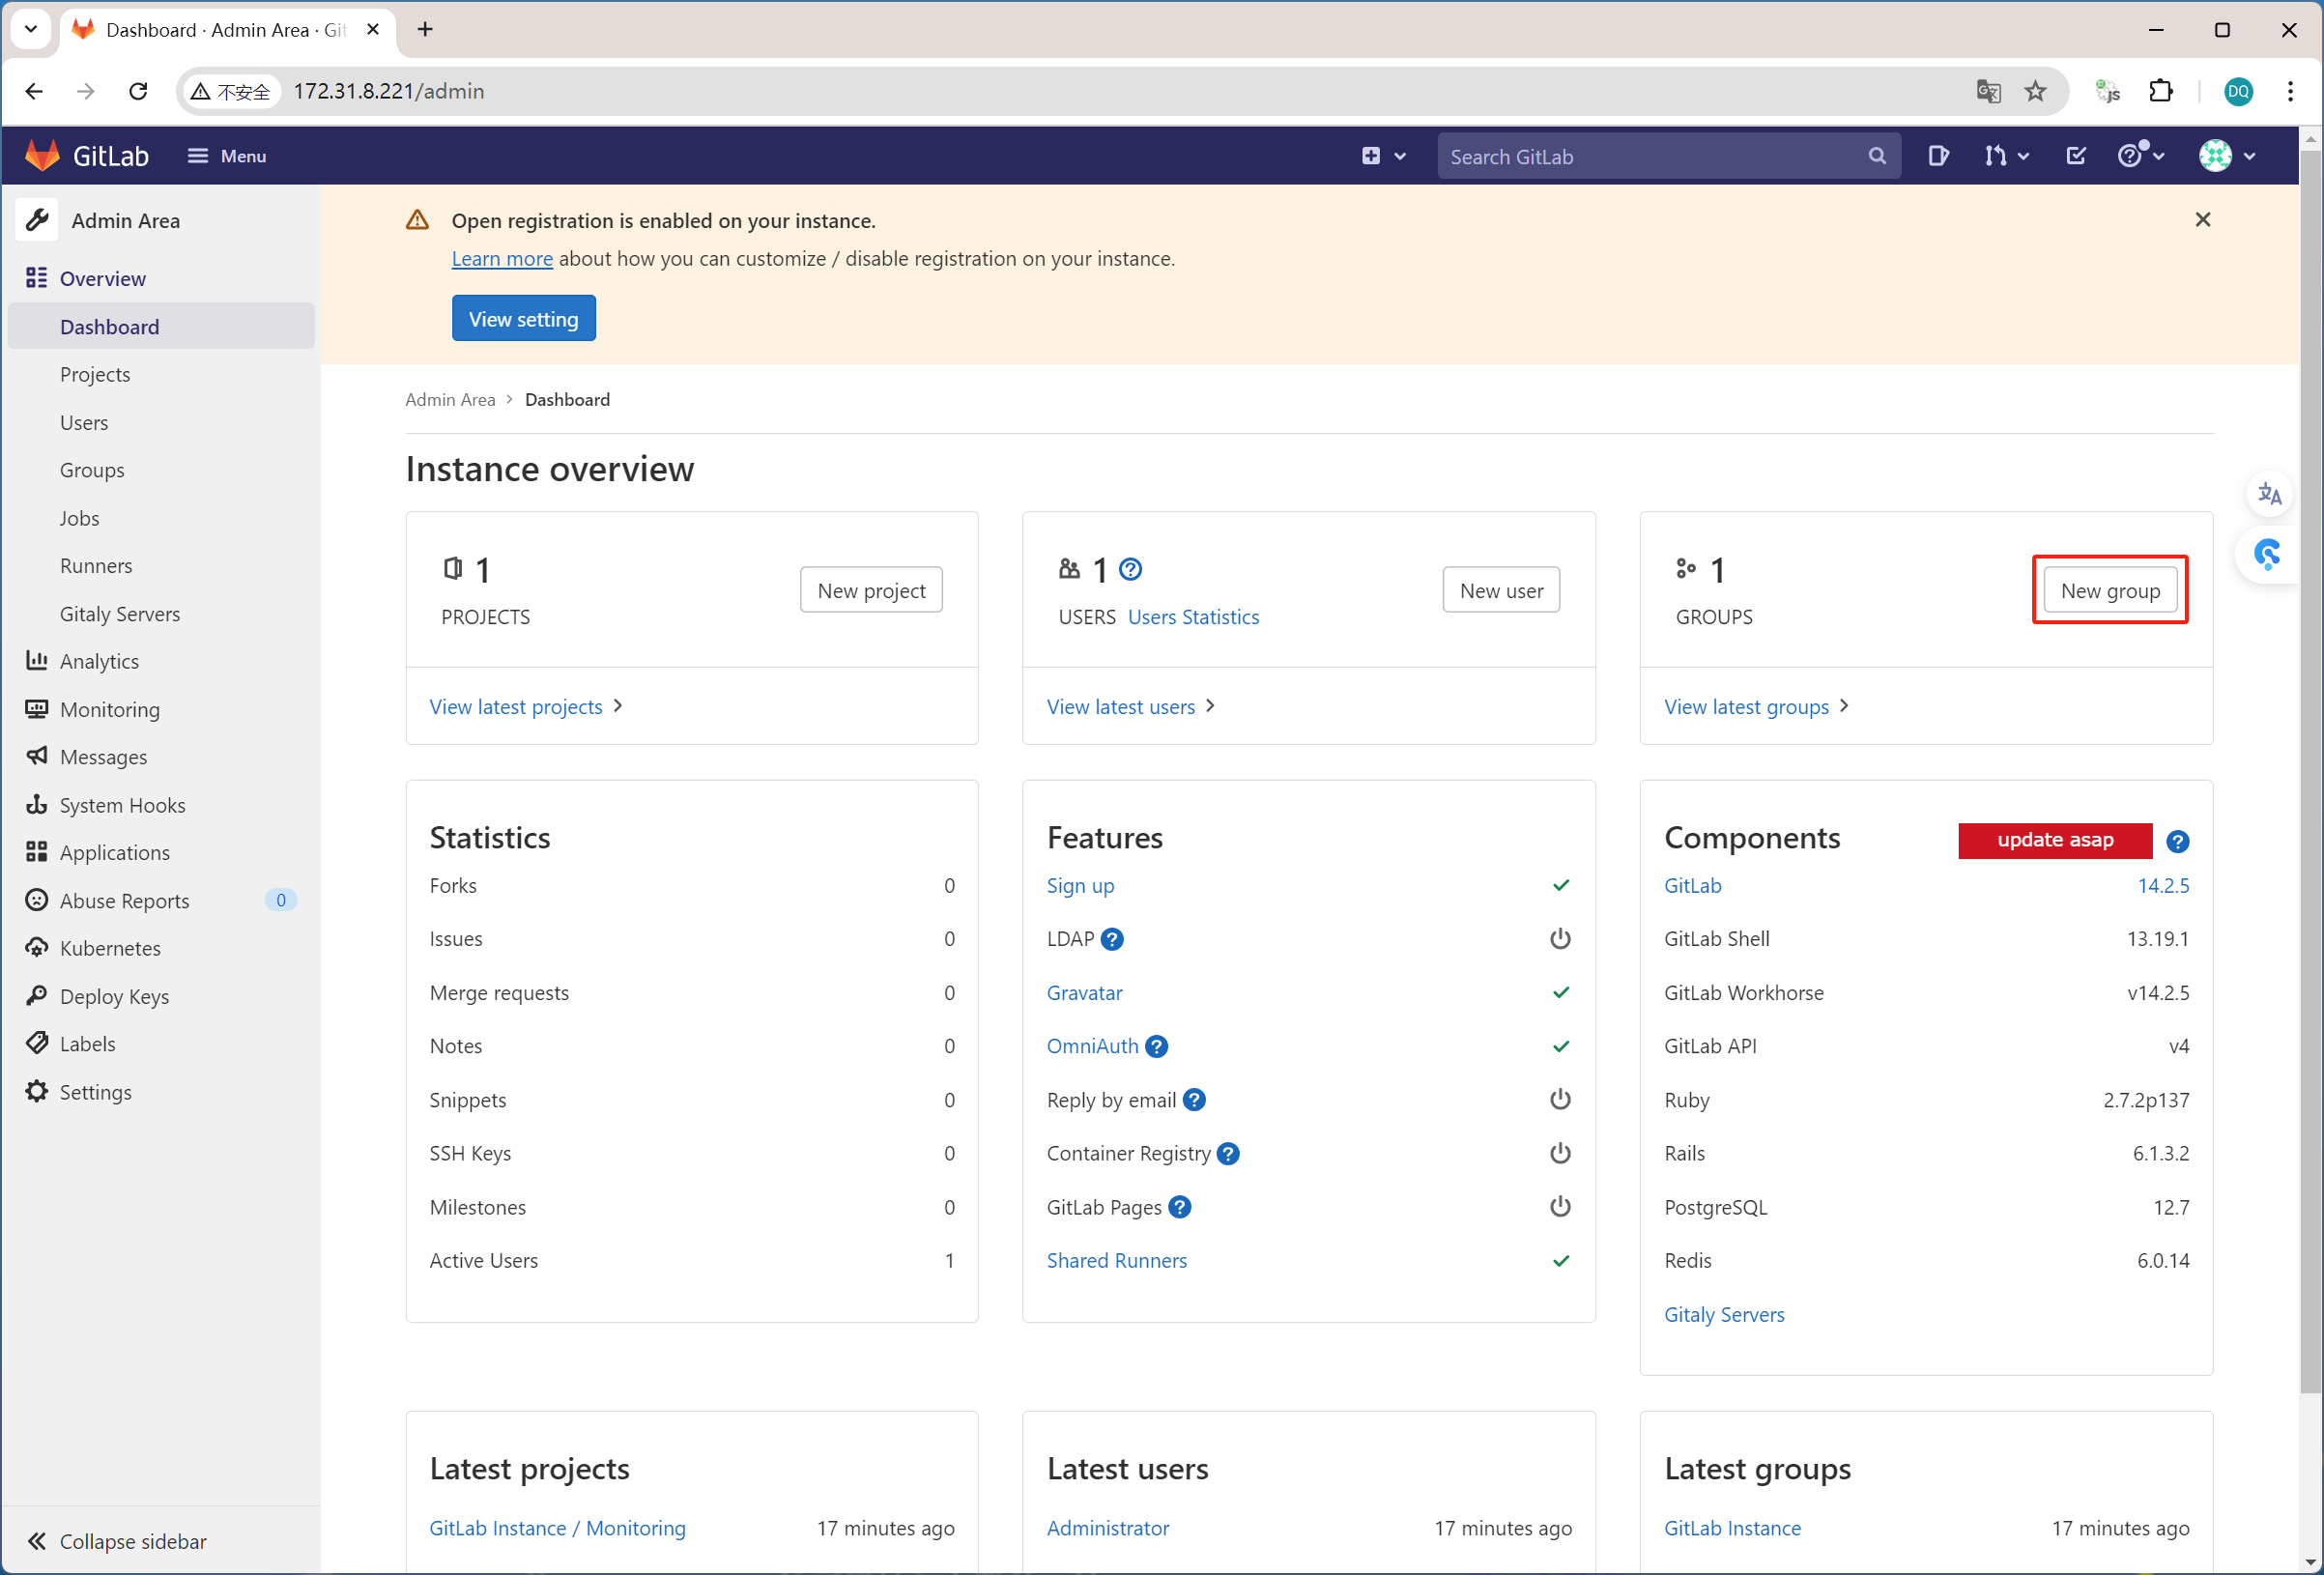 Dashboard · Admin Area · Git
不安全
172.31.8.221/admin
JS
DQ
GitLab
Menu
Search GitLab
Admin Area
Overview
Dashboard
Projects
Users
Groups
Jobs
Runners
Gitaly Servers
Analytics
Monitoring
Messages
System Hooks
Applications
Abuse Reports 0
Kubernetes
Deploy Keys
Labels
Settings
Collapse sidebar
Open registration is enabled on your instance.
Learn more about how you can customize / disable registration on your instance.
View setting
Admin Area > Dashboard
Instance overview
1
PROJECTS
New project
View latest projects
1
USERS Users Statistics
New user
View latest users
1
GROUPS
New group
View latest groups
Statistics
Forks 0
Issues 0
Merge requests 0
Notes 0
Snippets 0
SSH Keys 0
Milestones 0
Active Users 1
Features
Sign up
LDAP
Gravatar
OmniAuth
Reply by email
Container Registry
GitLab Pages
Shared Runners
Components update asap
GitLab 14.2.5
GitLab Shell 13.19.1
GitLab Workhorse v14.2.5
GitLab API v4
Ruby 2.7.2p137
Rails 6.1.3.2
PostgreSQL 12.7
Redis 6.0.14
Gitaly Servers
Latest projects
GitLab Instance / Monitoring 17 minutes ago
Latest users
Administrator 17 minutes ago
Latest groups
GitLab Instance 17 minutes ago